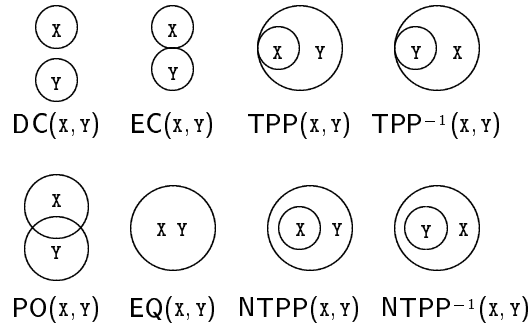 X X X Y Y X
Y Y
DC(X, Y) EC(X, Y) TPP(X, Y) TPP⁻¹(X, Y)
X
Y X Y X Y Y X
PO(X, Y) EQ(X, Y) NTPP(X, Y) NTPP⁻¹(X, Y)